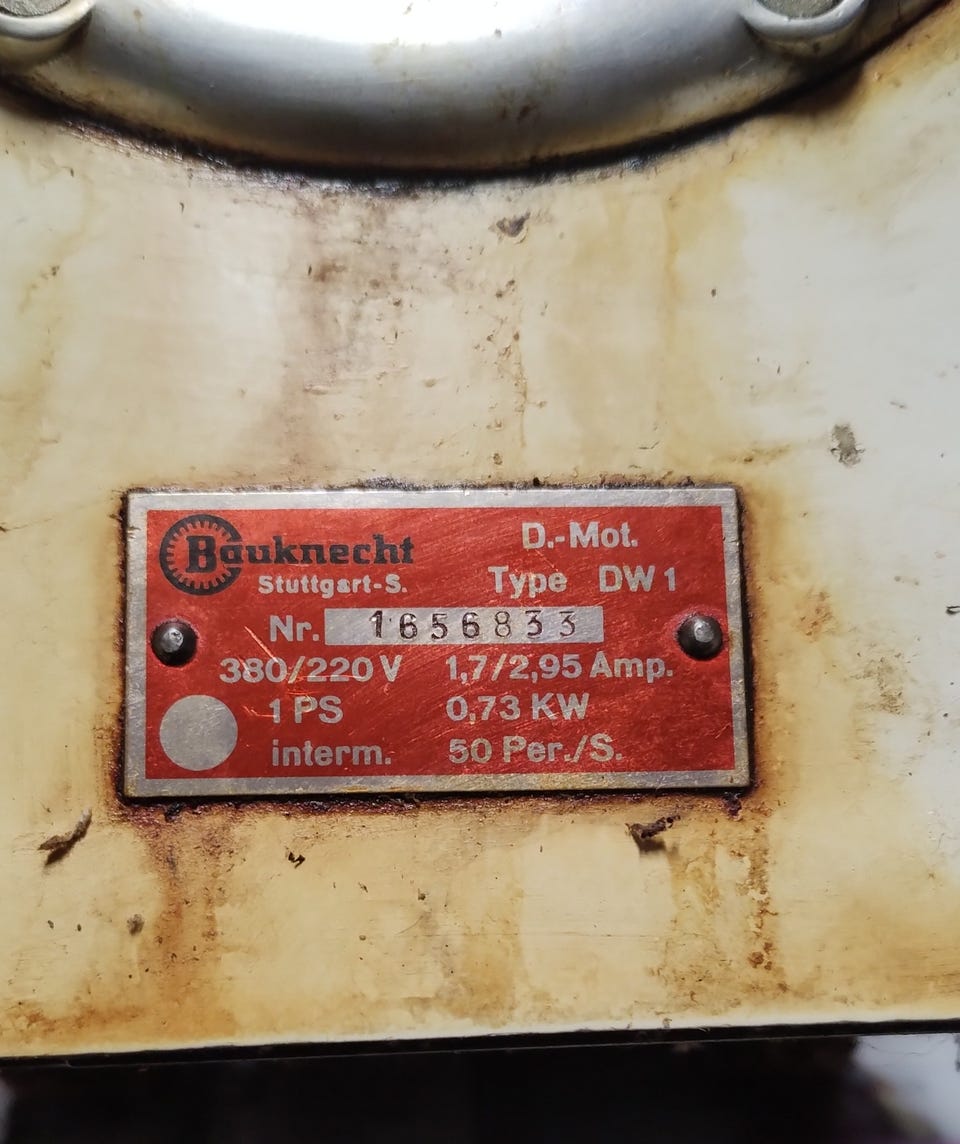 Bauknecht
Stuttgart-S.
D.-Mot.
Type DW 1
Nr. 1656833
380/220 V 1,7/2,95 Amp.
1 PS 0,73 KW
interm. 50 Per./S.